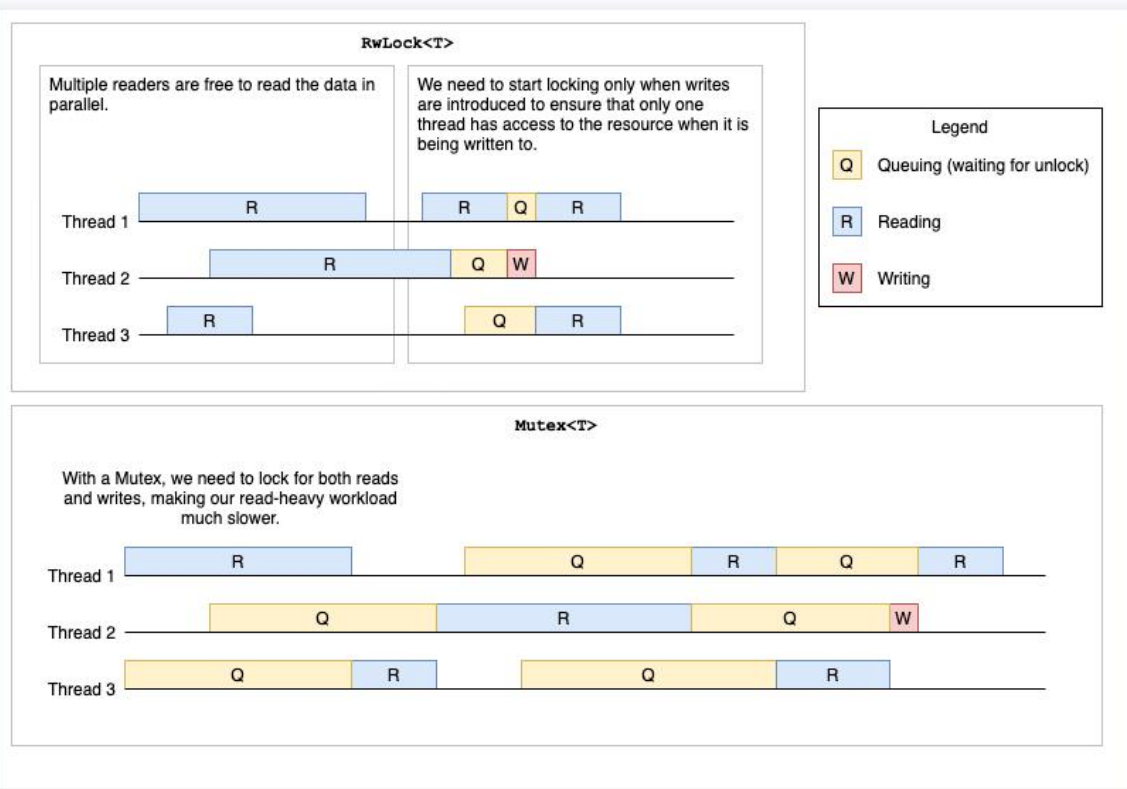 RwLock<T>
Multiple readers are free to read the data in
parallel.
We need to start locking only when writes
are introduced to ensure that only one
thread has access to the resource when it is
being written to.
Thread 1
R
R
Q
R
Thread 2
R
Q
W
Thread 3
R
Q
R
Legend
Q
Queuing (waiting for unlock)
R
Reading
W
Writing
Mutex<T>
With a Mutex, we need to lock for both reads
and writes, making our read-heavy workload
much slower.
Thread 1
R
Q
R
Q
R
Thread 2
Q
R
Q
W
Thread 3
Q
R
Q
R